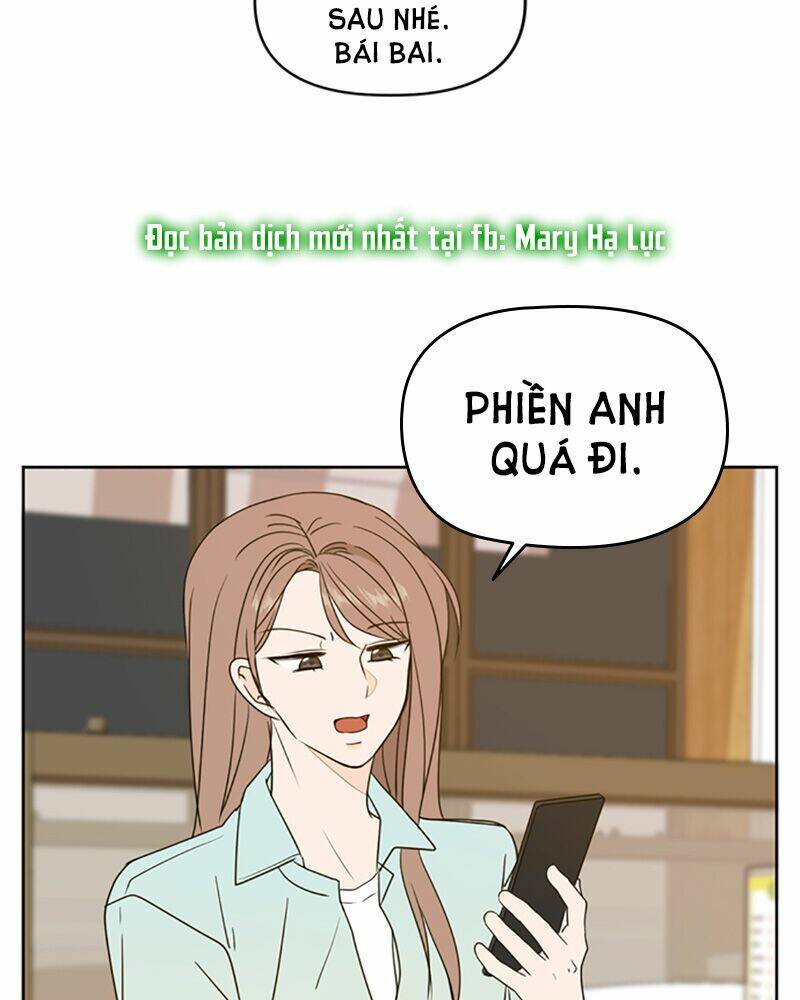 SAU NHÉ.
BÁI BAI.
Đọc bản dịch mới nhất tại fb: Mary Hạ Lục
PHIỀN ANH
QUÁ ĐI.